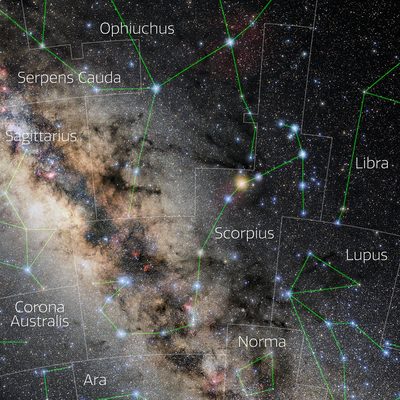 Ophiuchus
Serpens Cauda
Sagittarius
Libra
Scorpius
Lupus
Corona
Australis
Norma
Ara